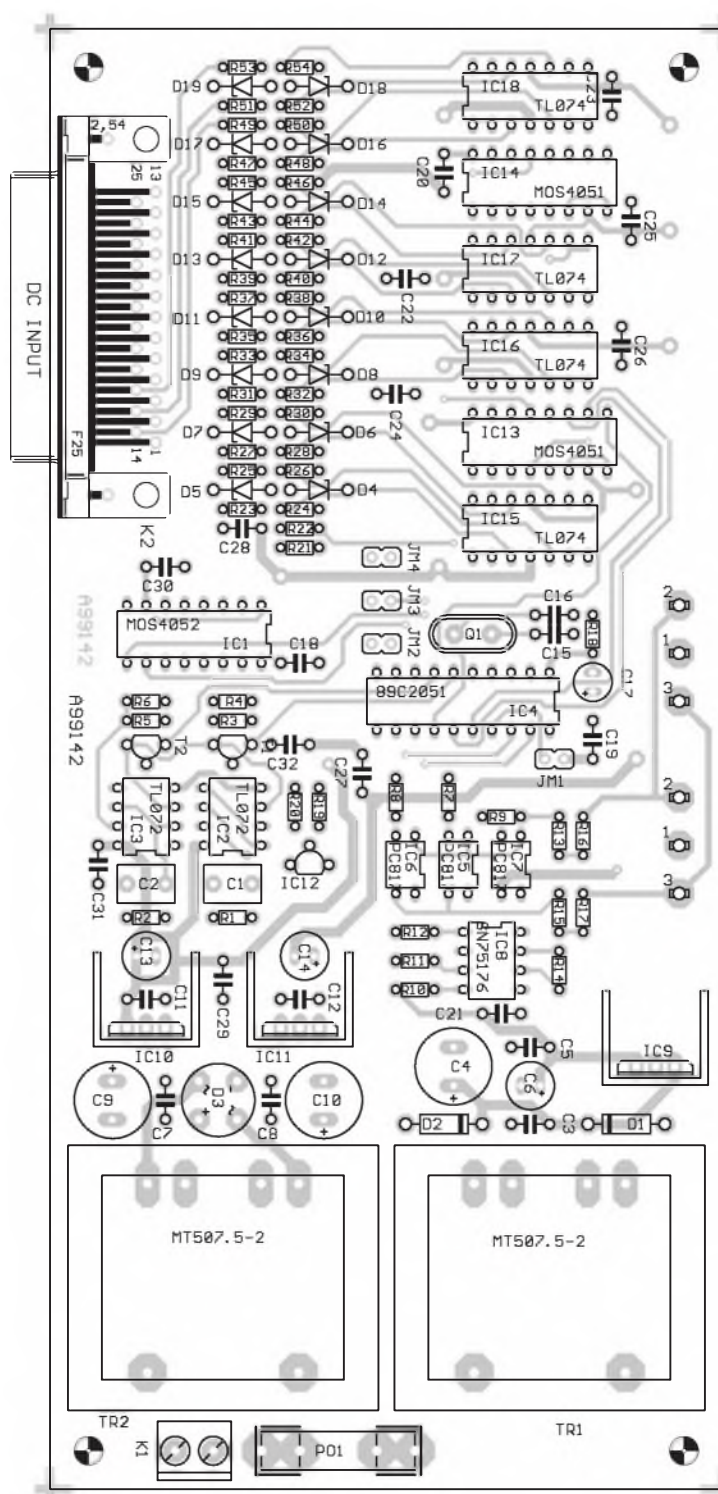 R53 R54
D19 D18
IC18
TL074
R51 R52
R49 R50
2,54
D17 D16
R47 R48
C20
IC14
MOS4051
13
25
R45 R46
D15 D14
R43 R44
C25
R41 R42
D13 D12
IC17
TL074
R39 R40
C22
DC INPUT
R37 R38
D11 D10
R35 R36
IC16
TL074
C26
R33 R34
D9 D8
R31 R32
C24
R29 R30
F25
14
1
D7 D6
IC13
MOS4051
R27 R28
R25 R26
D5 D4
R23 R24
K2
C28
R22
IC15
TL074
R21
JM4
C30
JM3
A99142
MOS4052
IC1
C18
JM2
Q1
C16
C15
R18
2
1
A99142
89C2051
IC4
C17
3
R6 R4
R5 R3
T2
C32
C27
C19
JM1
TL072
IC3
TL072
IC2
R20
R19
R8
R7
R9
R13
R16
2
1
3
IC12
IC6
PC817
IC5
PC817
IC7
PC817
C31
C2
C1
R2 R1
R15
R17
C13
C14
R12
R11
R10
IC8
SN75176
R14
C11
C29
C12
C21
IC10 IC11
C5
IC9
C4
C6
C9
C7
D3
C8
C10
D2
C3
D1
MT507.5-2
MT507.5-2
TR2
TR1
K1
PO1